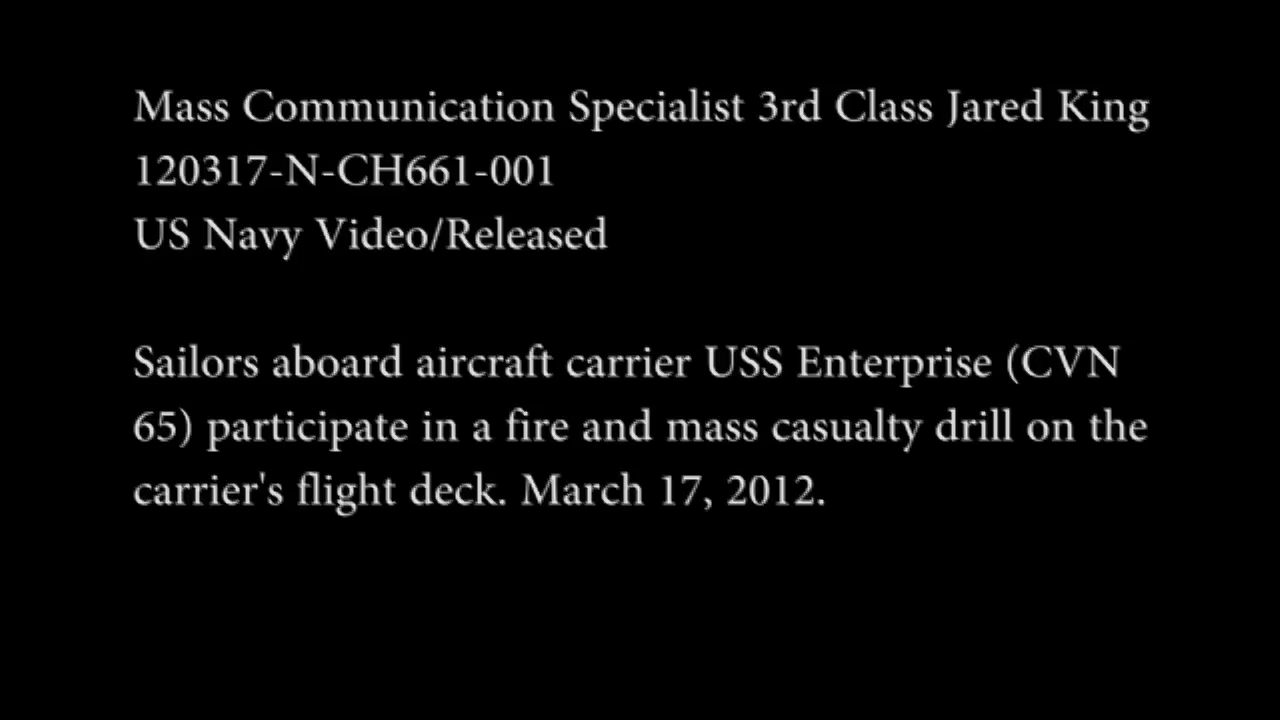 Mass Communication Specialist 3rd Class Jared King
120317-N-CH661-001
US Navy Video/Released
Sailors aboard aircraft carrier USS Enterprise (CVN
65) participate in a fire and mass casualty drill on the
carrier's flight deck. March 17, 2012.